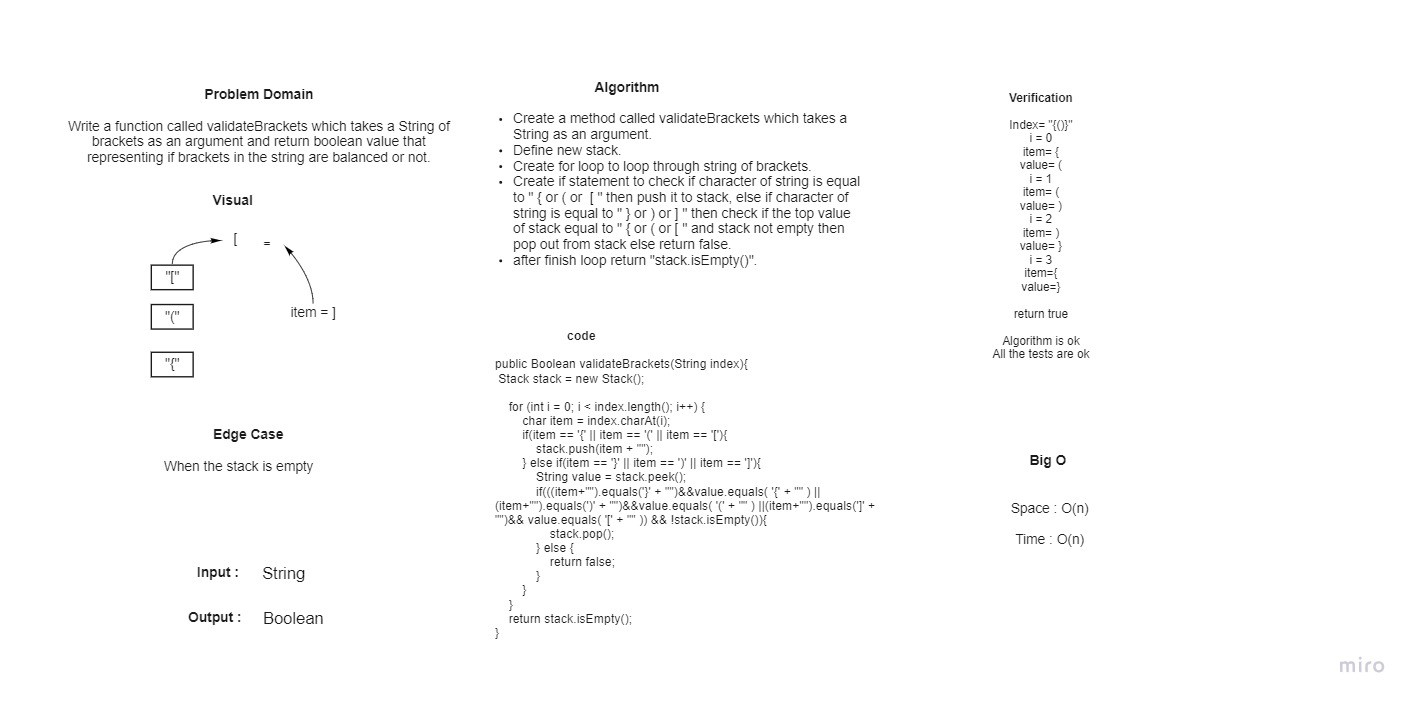 Problem Domain
Write a function called validateBrackets which takes a String of
brackets as an argument and return boolean value that
representing if brackets in the string are balanced or not.
Visual
[ =
"["
"("
item = ]
"{"
Edge Case
When the stack is empty
Input : String
Output : Boolean
Algorithm
• Create a method called validateBrackets which takes a
String as an argument.
• Define new stack.
• Create for loop to loop through string of brackets.
• Create if statement to check if character of string is equal
to " { or ( or [ " then push it to stack, else if character of
string is equal to " } or ) or ] " then check if the top value
of stack equal to " { or ( or [ " and stack not empty then
pop out from stack else return false.
• after finish loop return "stack.isEmpty()".
code
public Boolean validateBrackets(String index){
Stack stack = new Stack();
for (int i = 0; i < index.length(); i++) {
char item = index.charAt(i);
if(item == '{' || item == '(' || item == '['){
stack.push(item + "");
} else if(item == '}' || item == ')' || item == ']'){
String value = stack.peek();
if(((item+"").equals('}' + "")&&value.equals( '{' + "" ) ||
(item+"").equals(')' + "")&&value.equals( '(' + "" ) ||(item+"").equals(']' +
"")&& value.equals( '[' + "" )) && !stack.isEmpty()){
stack.pop();
} else {
return false;
}
}
}
return stack.isEmpty();
}
Verification
Index= "{()}"
i = 0
item= {
value= (
i = 1
item= (
value= )
i = 2
item= )
value= }
i = 3
item={
value=}
return true
Algorithm is ok
All the tests are ok
Big O
Space : O(n)
Time : O(n)
miro